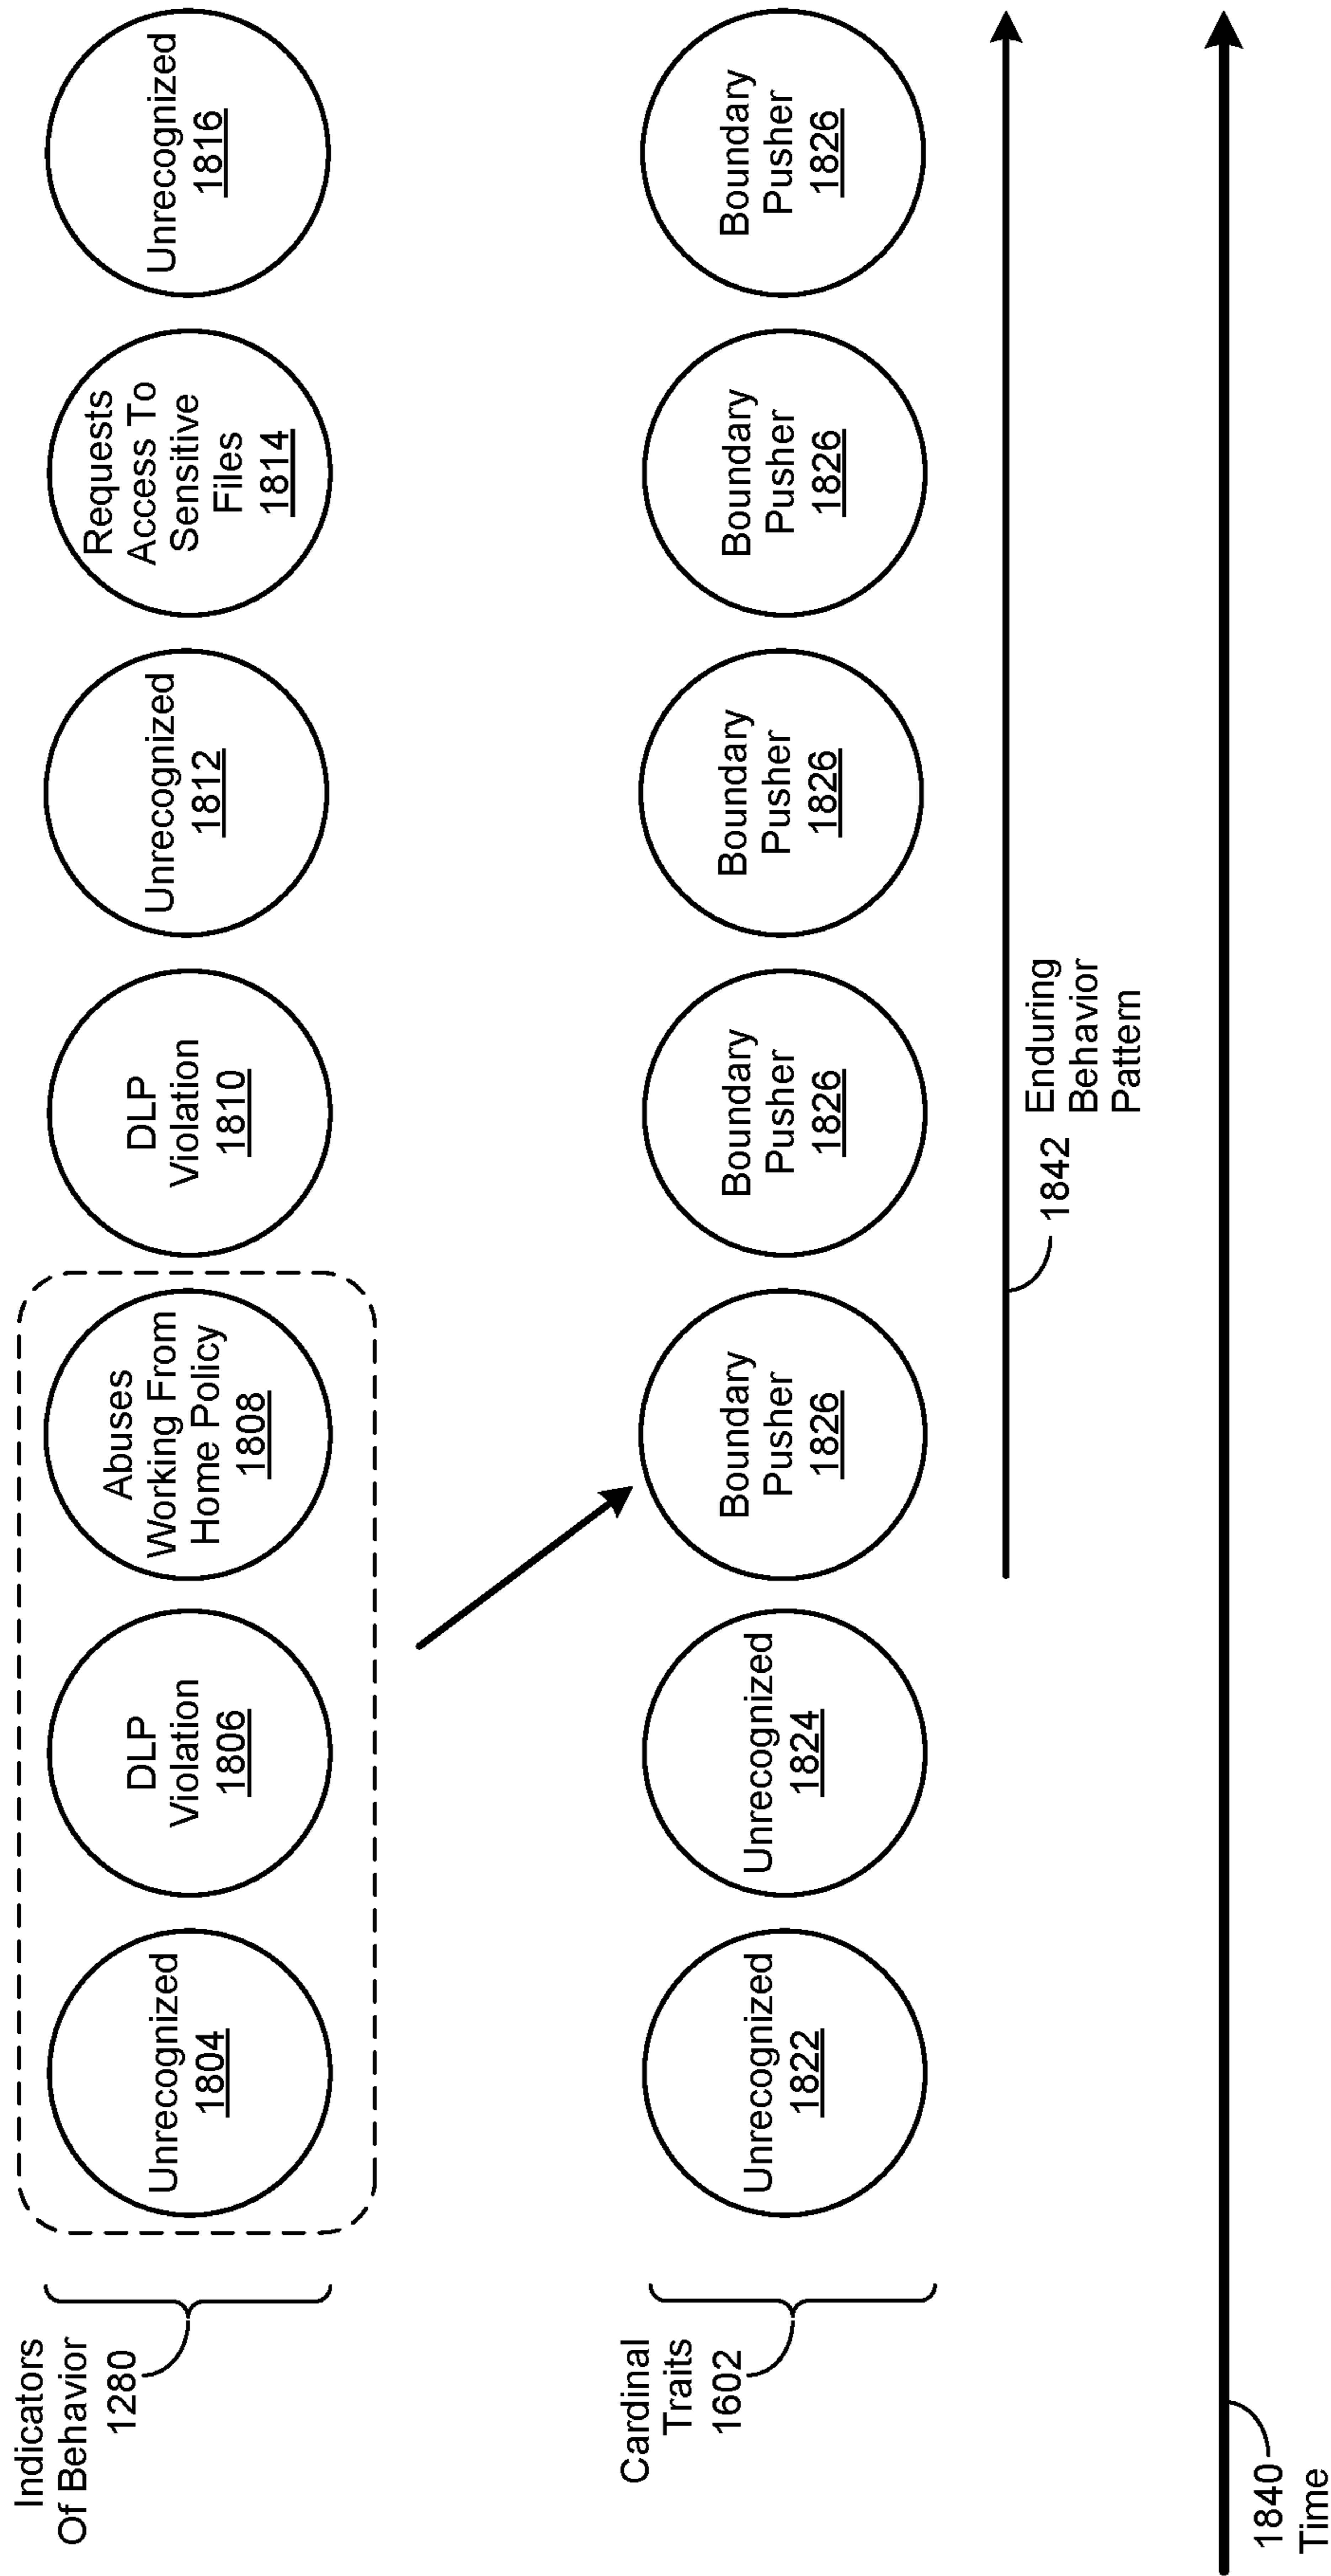 Indicators
Of Behavior
1280
Unrecognized
1804
DLP
Violation
1806
Abuses
Working From
Home Policy
1808
DLP
Violation
1810
Unrecognized
1812
Requests
Access To
Sensitive
Files
1814
Unrecognized
1816
Cardinal
Traits
1602
Unrecognized
1822
Unrecognized
1824
Boundary
Pusher
1826
Boundary
Pusher
1826
Boundary
Pusher
1826
Boundary
Pusher
1826
Boundary
Pusher
1826
1842 Enduring
Behavior
Pattern
1840
Time